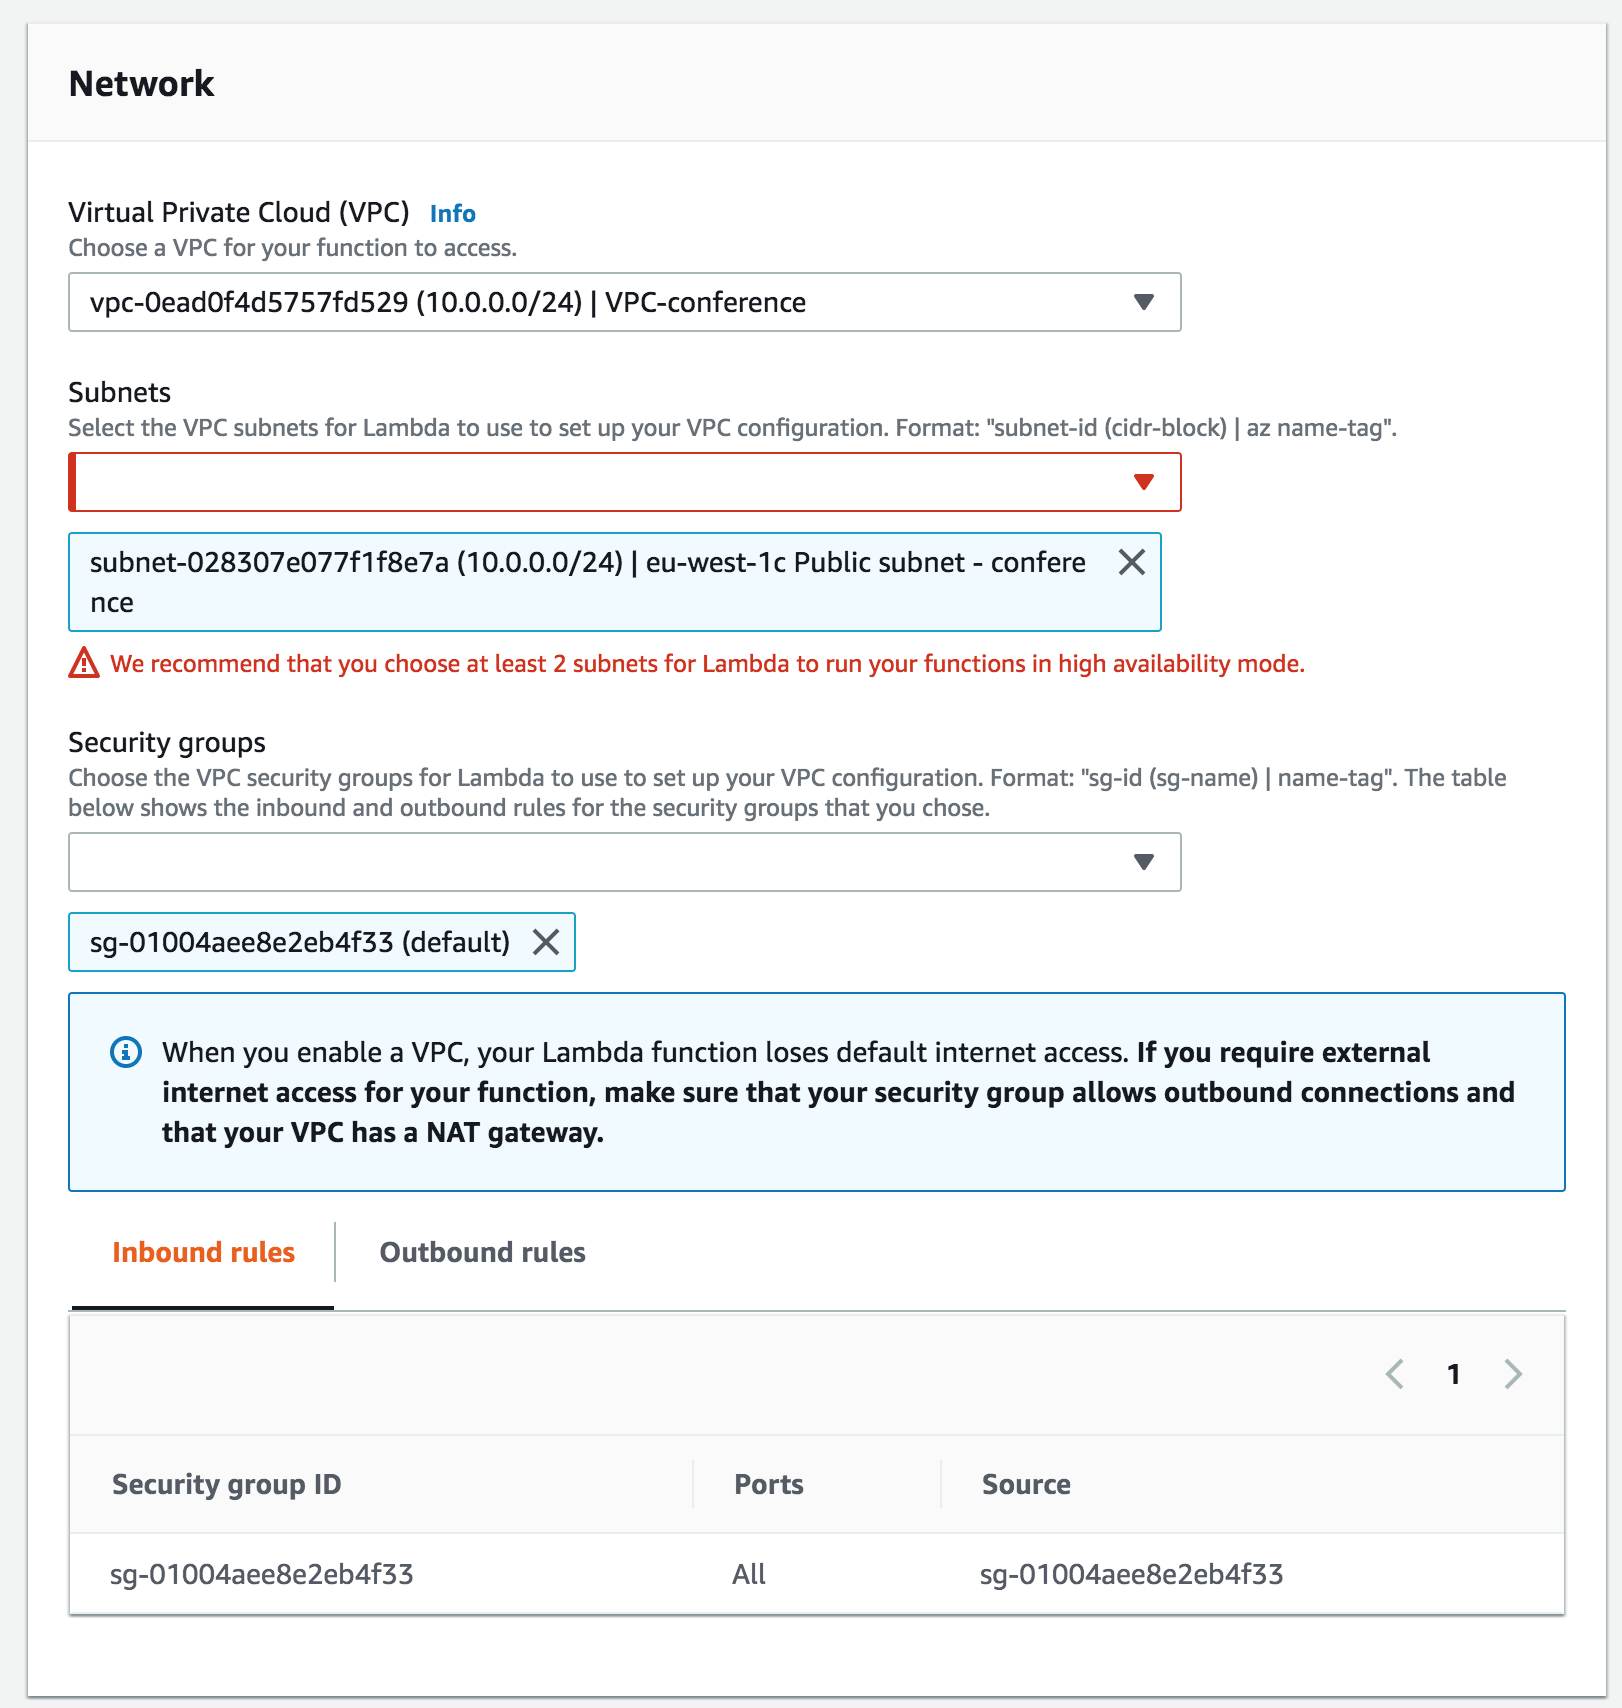 Network
Virtual Private Cloud (VPC) Info
Choose a VPC for your function to access.
vpc-0ead0f4d5757fd529 (10.0.0.0/24) | VPC-conference
Subnets
Select the VPC subnets for Lambda to use to set up your VPC configuration. Format: "subnet-id (cidr-block) | az name-tag".
subnet-028307e077f1f8e7a (10.0.0.0/24) | eu-west-1c Public subnet - confere
nce
We recommend that you choose at least 2 subnets for Lambda to run your functions in high availability mode.
Security groups
Choose the VPC security groups for Lambda to use to set up your VPC configuration. Format: "sg-id (sg-name) | name-tag". The table
below shows the inbound and outbound rules for the security groups that you chose.
sg-01004aee8e2eb4f33 (default)
When you enable a VPC, your Lambda function loses default internet access. If you require external
internet access for your function, make sure that your security group allows outbound connections and
that your VPC has a NAT gateway.
Inbound rules Outbound rules
1
Security group ID Ports Source
sg-01004aee8e2eb4f33 All sg-01004aee8e2eb4f33